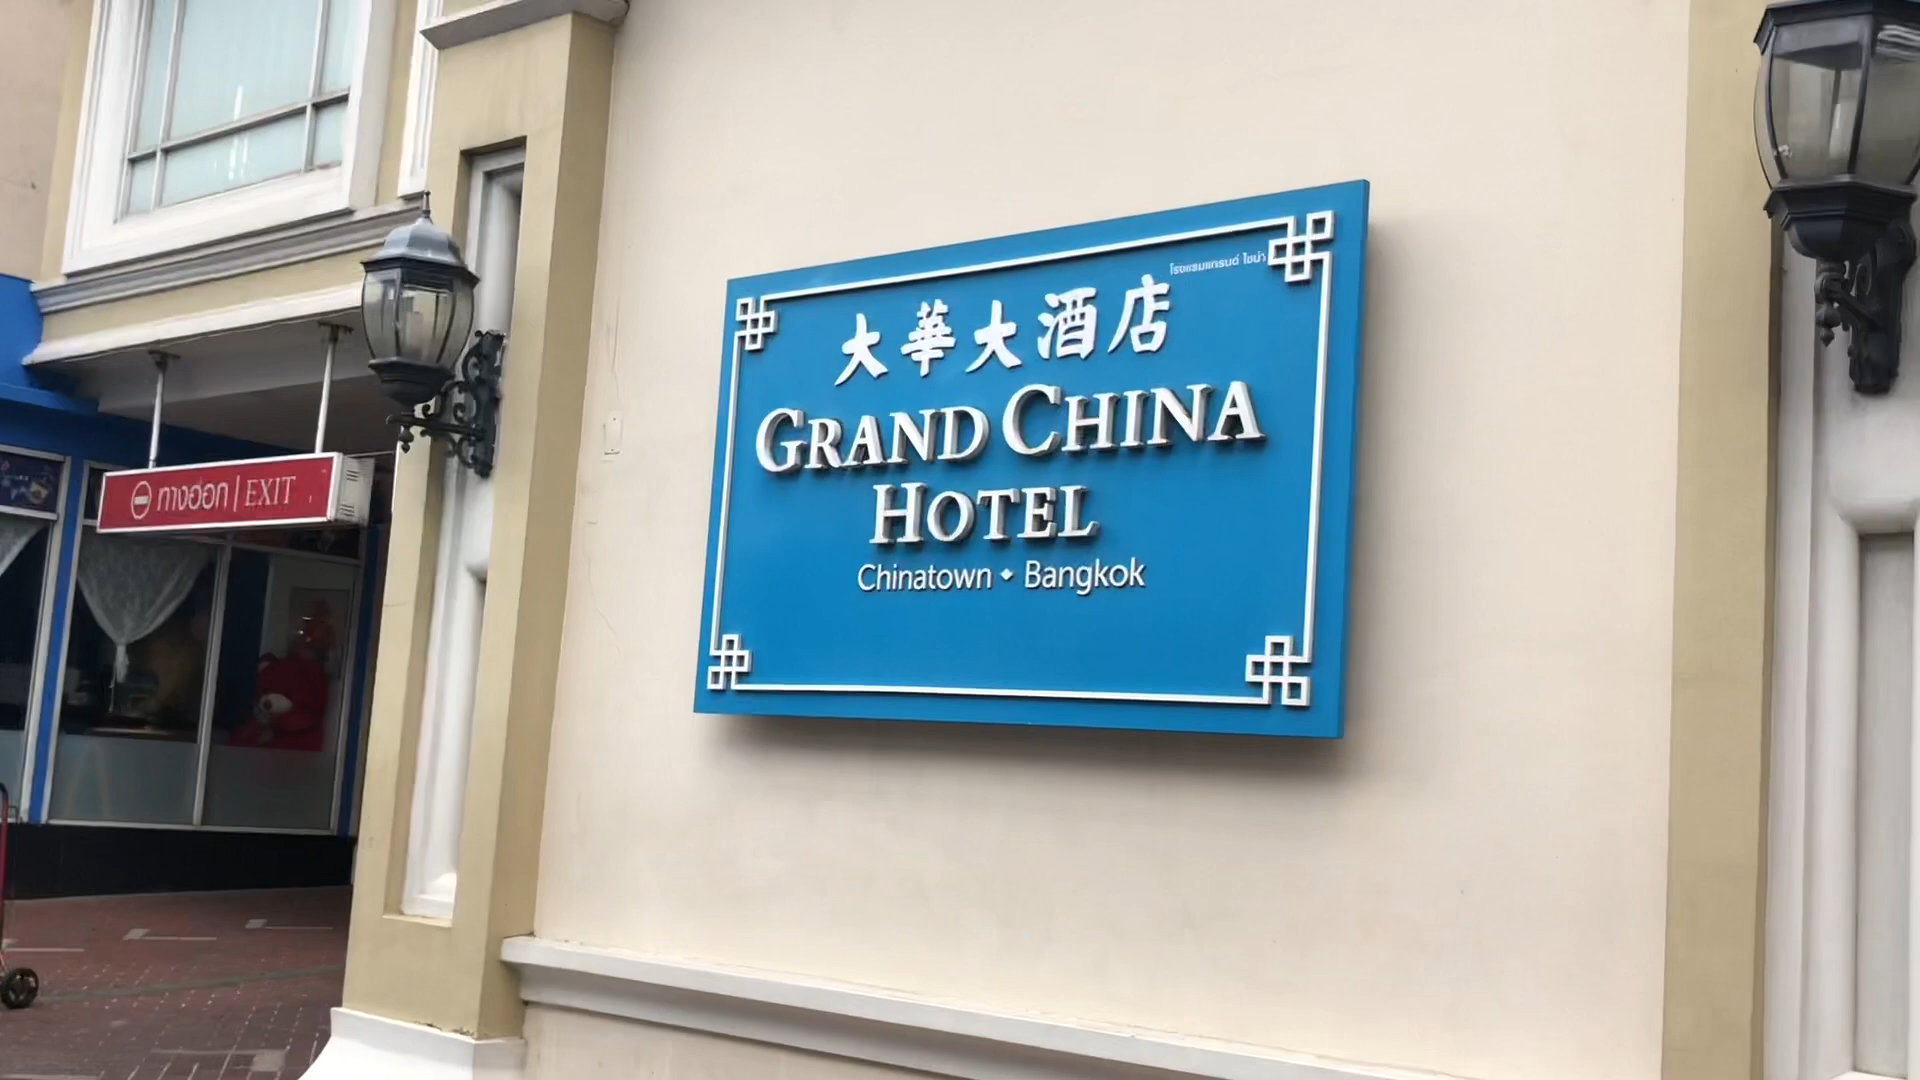 โรงแรมแกรนด์ ไชน่า
大華大酒店
GRAND CHINA
HOTEL
Chinatown • Bangkok
ทางออก | EXIT